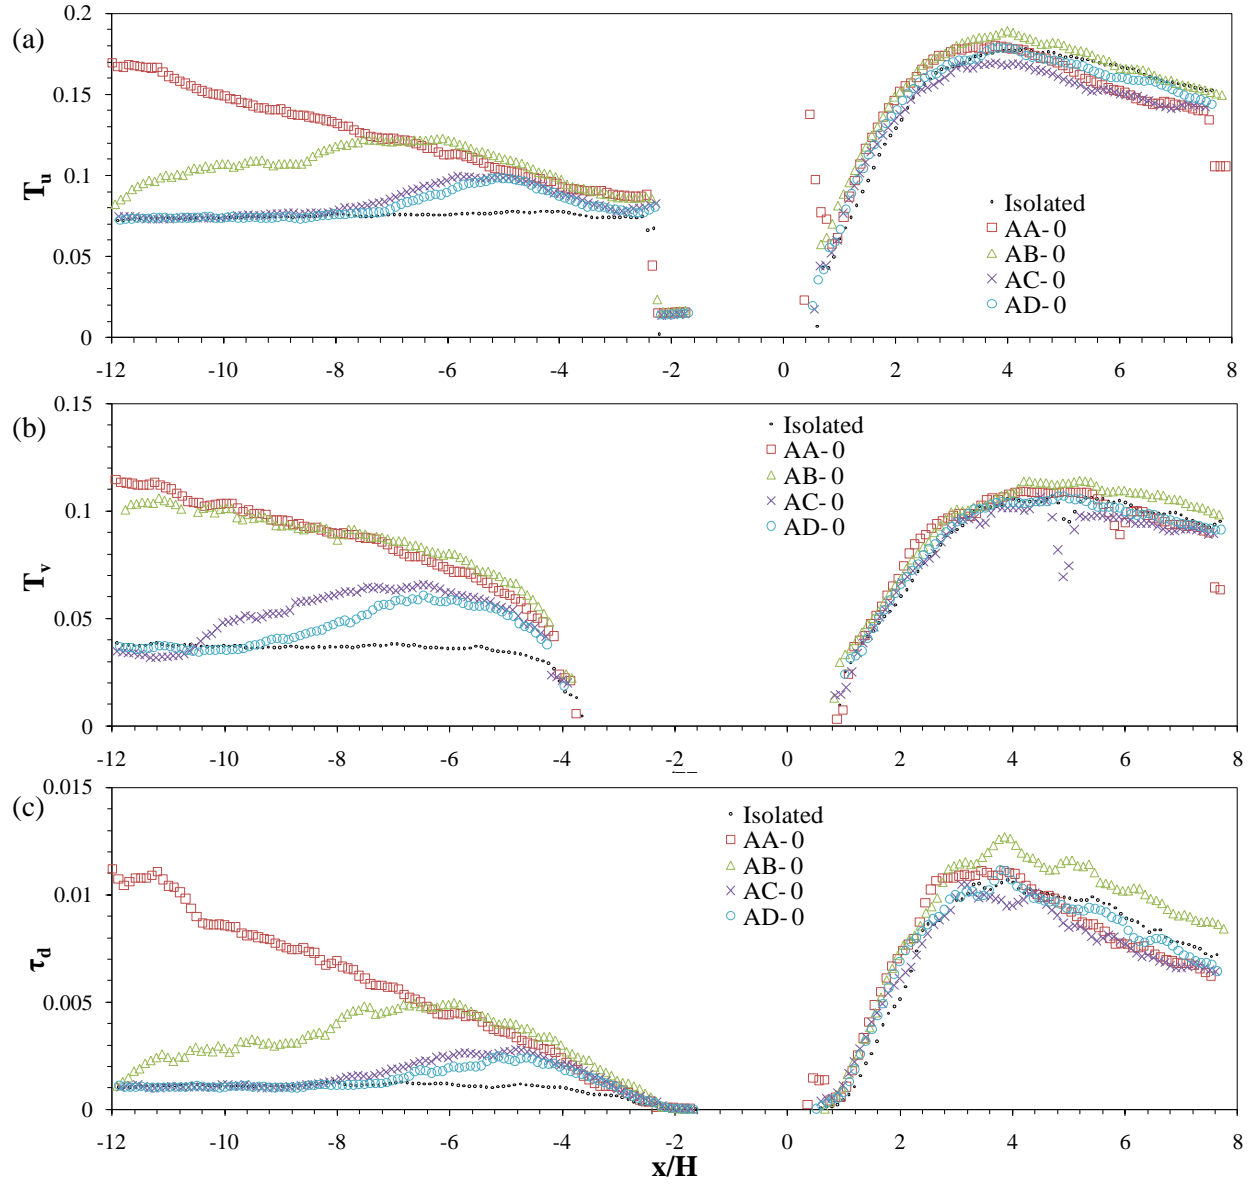 (a)
0.2
0.15
0.1
0.05
0
T_u
Isolated
AA-0
AB-0
AC-0
AD-0
-12 -10 -8 -6 -4 -2 0 2 4 6 8
(b)
0.15
0.1
0.05
0
T_v
Isolated
AA-0
AB-0
AC-0
AD-0
-12 -10 -8 -6 -4 -2 0 2 4 6 8
(c)
0.015
0.01
0.005
0
τ_d
Isolated
AA-0
AB-0
AC-0
AD-0
-12 -10 -8 -6 -4 -2 0 2 4 6 8
x/H